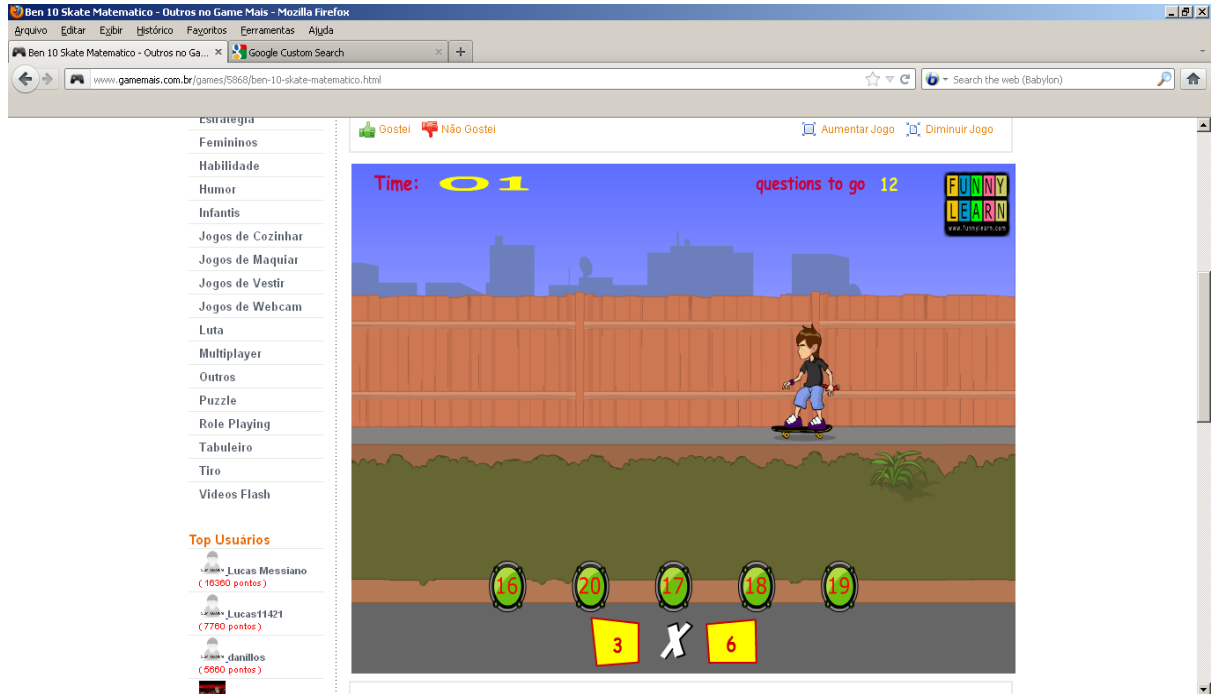 Ben 10 Skate Matematico - Outros no Game Mais - Mozilla Firefox
Arquivo Editar Exibir Histórico Favoritos Ferramentas Ajuda
Ben 10 Skate Matematico - Outros no Ga... Google Custom Search
www.gamemais.com.br/games/5868/ben-10-skate-matematico.html Search the web (Babylon)
Estratégia
Gostei Não Gostei Aumentar Jogo Diminuir Jogo
Femininos
Habilidade
Humor
Infantis
Jogos de Cozinhar
Jogos de Maquiar
Jogos de Vestir
Jogos de Webcam
Luta
Multiplayer
Outros
Puzzle
Role Playing
Tabuleiro
Tiro
Videos Flash
Top Usuários
Lucas Messiano
( 16360 pontos )
Lucas11421
( 7760 pontos )
danillos
( 5660 pontos )
Time: 01 questions to go 12
FUNNY
LEARN
www.funnylearn.com
16 20 17 18 19
3 X 6